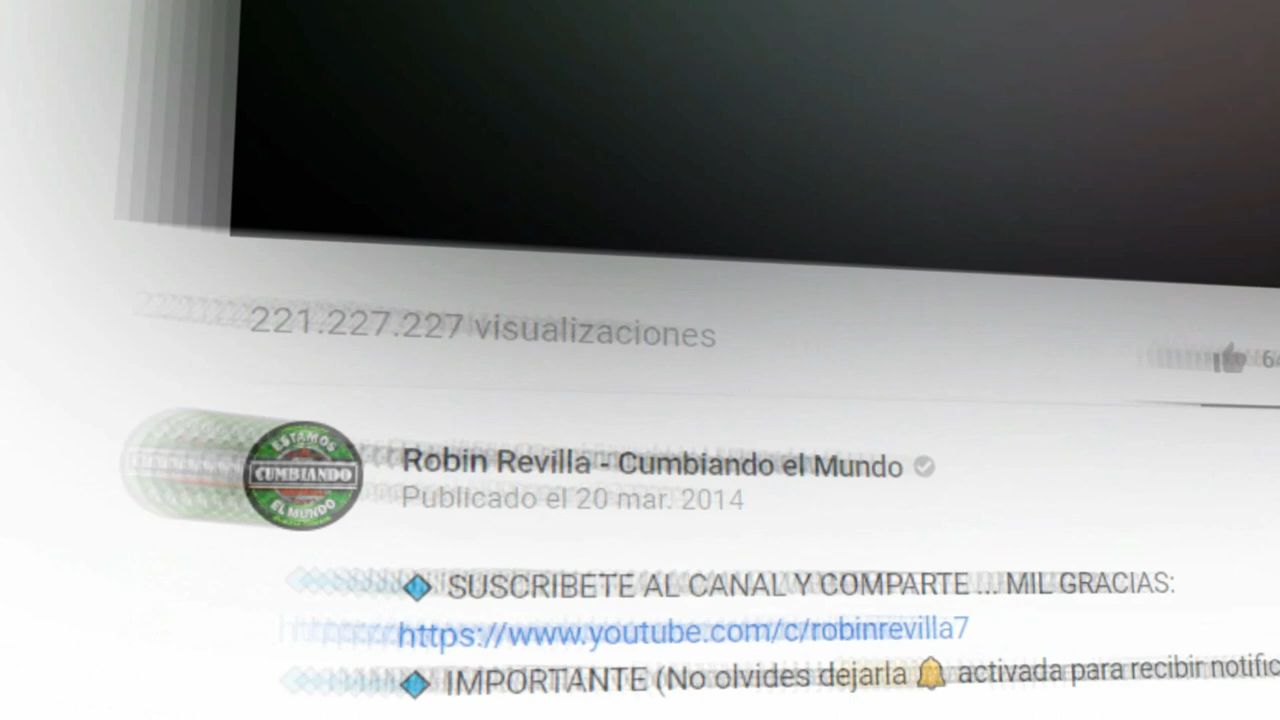 221.227.227 visualizaciones
ESTAMOS
CUMBIANDO
EL MUNDO
Robin Revilla - Cumbiando el Mundo
Publicado el 20 mar. 2014
SUSCRIBETE AL CANAL Y COMPARTE ... MIL GRACIAS:
https://www.youtube.com/c/robinrevilla7
IMPORTANTE (No olvides dejarla 🔔 activada para recibir